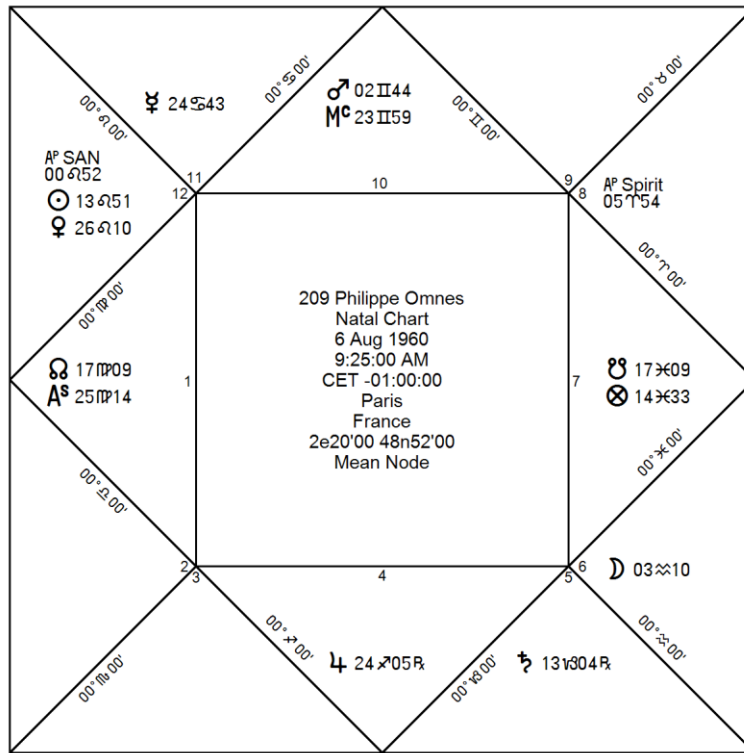 ☿ 24♋43
00°♌00'
00°♋00'
♂ 02♊44
Mᶜ 23♊59
00°♊00'
00°♉00'
AP SAN
00♌52
☉ 13♌51
♀ 26♌10
11
12
10
9
8
AP Spirit
05♈54
00°♍00'
00°♈00'
209 Philippe Omnes
Natal Chart
6 Aug 1960
9:25:00 AM
CET -01:00:00
Paris
France
2e20'00 48n52'00
Mean Node
☊ 17♍09
Aˢ 25♍14
1
7
☋ 17♓09
⊗ 14♓33
00°♎00'
00°♓00'
2
3
4
5
6
☽ 03♒10
00°♏00'
00°♐00'
♃ 24♐05℞
00°♑00'
♄ 13♑04℞
00°♒00'